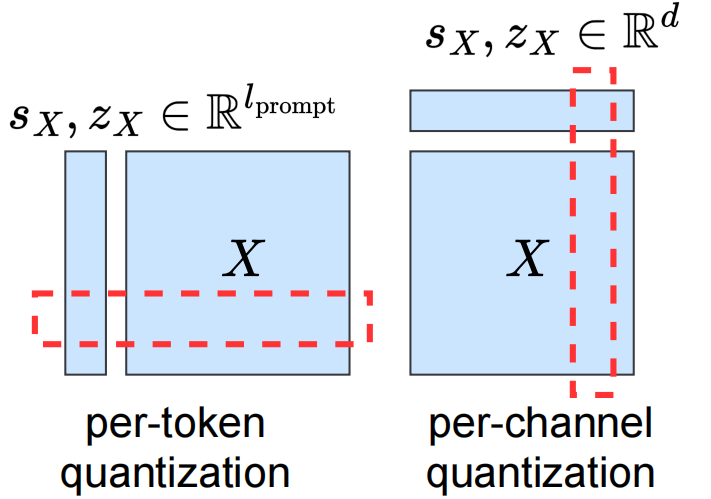 s_X, z_X ∈ ℝ^{l_prompt}
X
per-token
quantization
s_X, z_X ∈ ℝ^d
X
per-channel
quantization